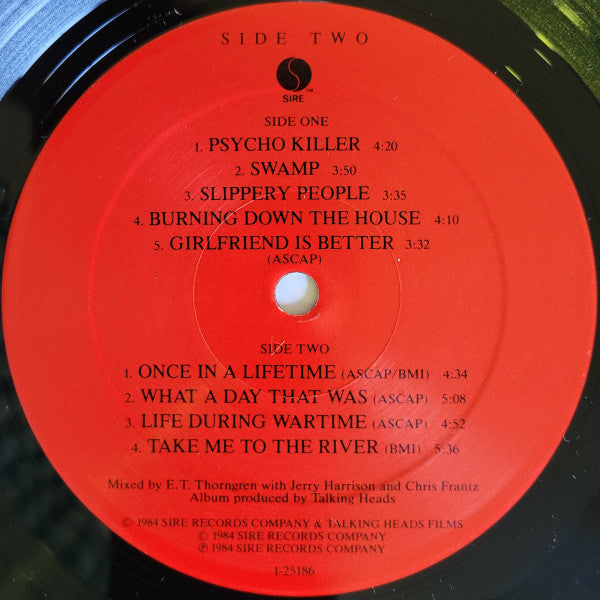 SIDE TWO
SIRE™
SIDE ONE
1. PSYCHO KILLER 4:20
2. SWAMP 3:50
3. SLIPPERY PEOPLE 3:35
4. BURNING DOWN THE HOUSE 4:10
5. GIRLFRIEND IS BETTER 3:32
(ASCAP)
SIDE TWO
1. ONCE IN A LIFETIME (ASCAP/BMI) 4:34
2. WHAT A DAY THAT WAS (ASCAP) 5:08
3. LIFE DURING WARTIME (ASCAP) 4:52
4. TAKE ME TO THE RIVER (BMI) 5:36
Mixed by E. T. Thorngren with Jerry Harrison and Chris Frantz
Album produced by Talking Heads
© 1984 SIRE RECORDS COMPANY & TALKING HEADS FILMS
© 1984 SIRE RECORDS COMPANY
℗ 1984 SIRE RECORDS COMPANY
1-25186